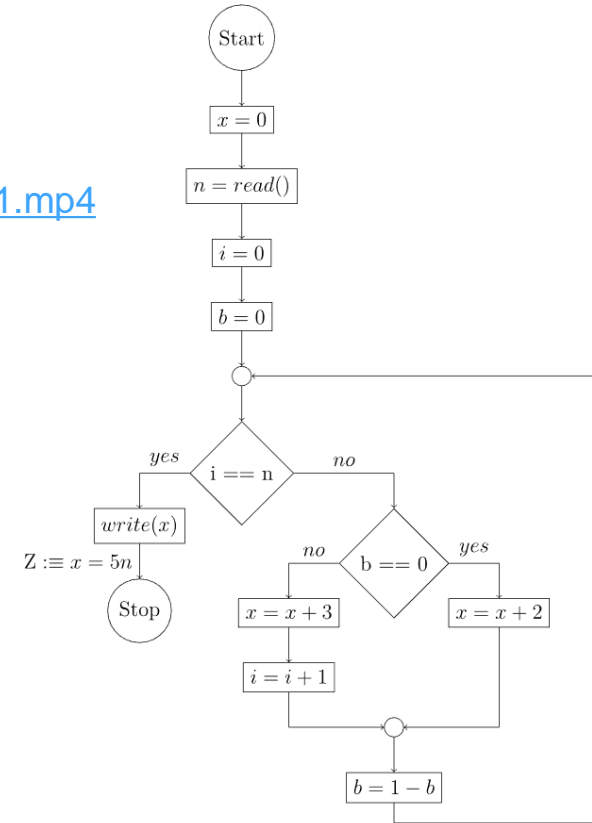 Start
x = 0
n = read()
1.mp4
i = 0
b = 0
yes
no
i == n
write(x)
no
yes
b == 0
Z :≡ x = 5n
Stop
x = x + 3
x = x + 2
i = i + 1
b = 1 − b